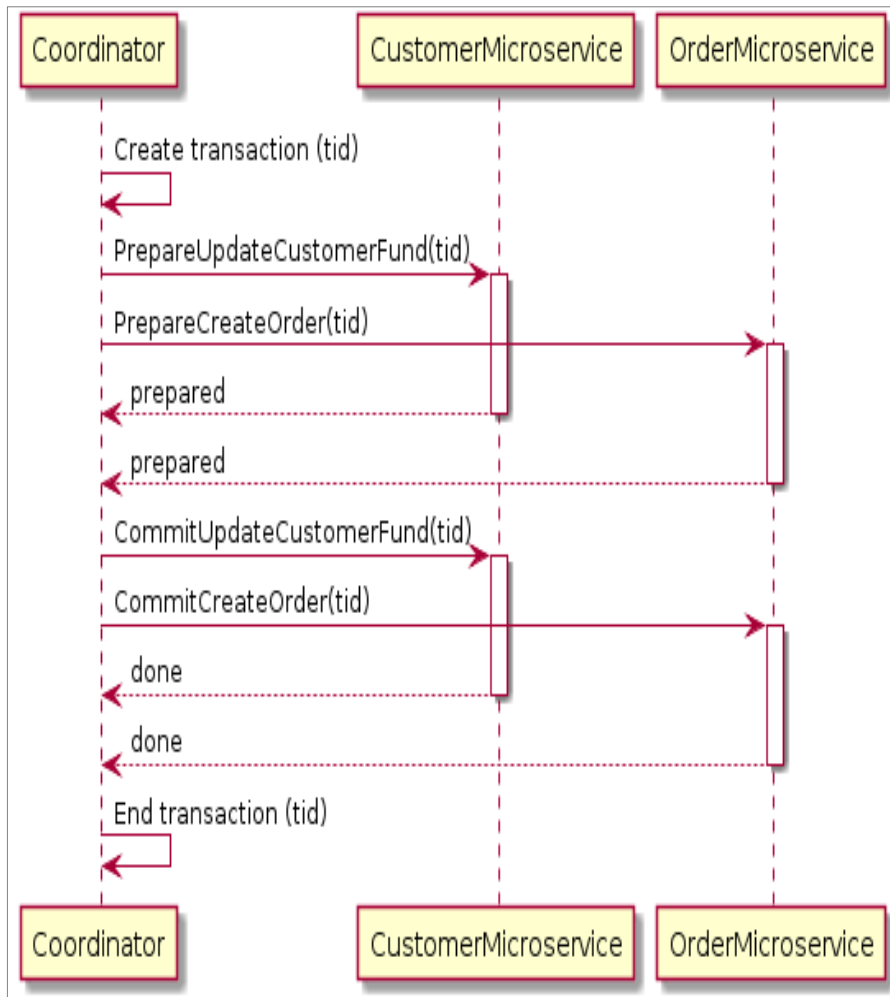 Coordinator
CustomerMicroservice
OrderMicroservice
Create transaction (tid)
PrepareUpdateCustomerFund(tid)
PrepareCreateOrder(tid)
prepared
prepared
CommitUpdateCustomerFund(tid)
CommitCreateOrder(tid)
done
done
End transaction (tid)
Coordinator
CustomerMicroservice
OrderMicroservice